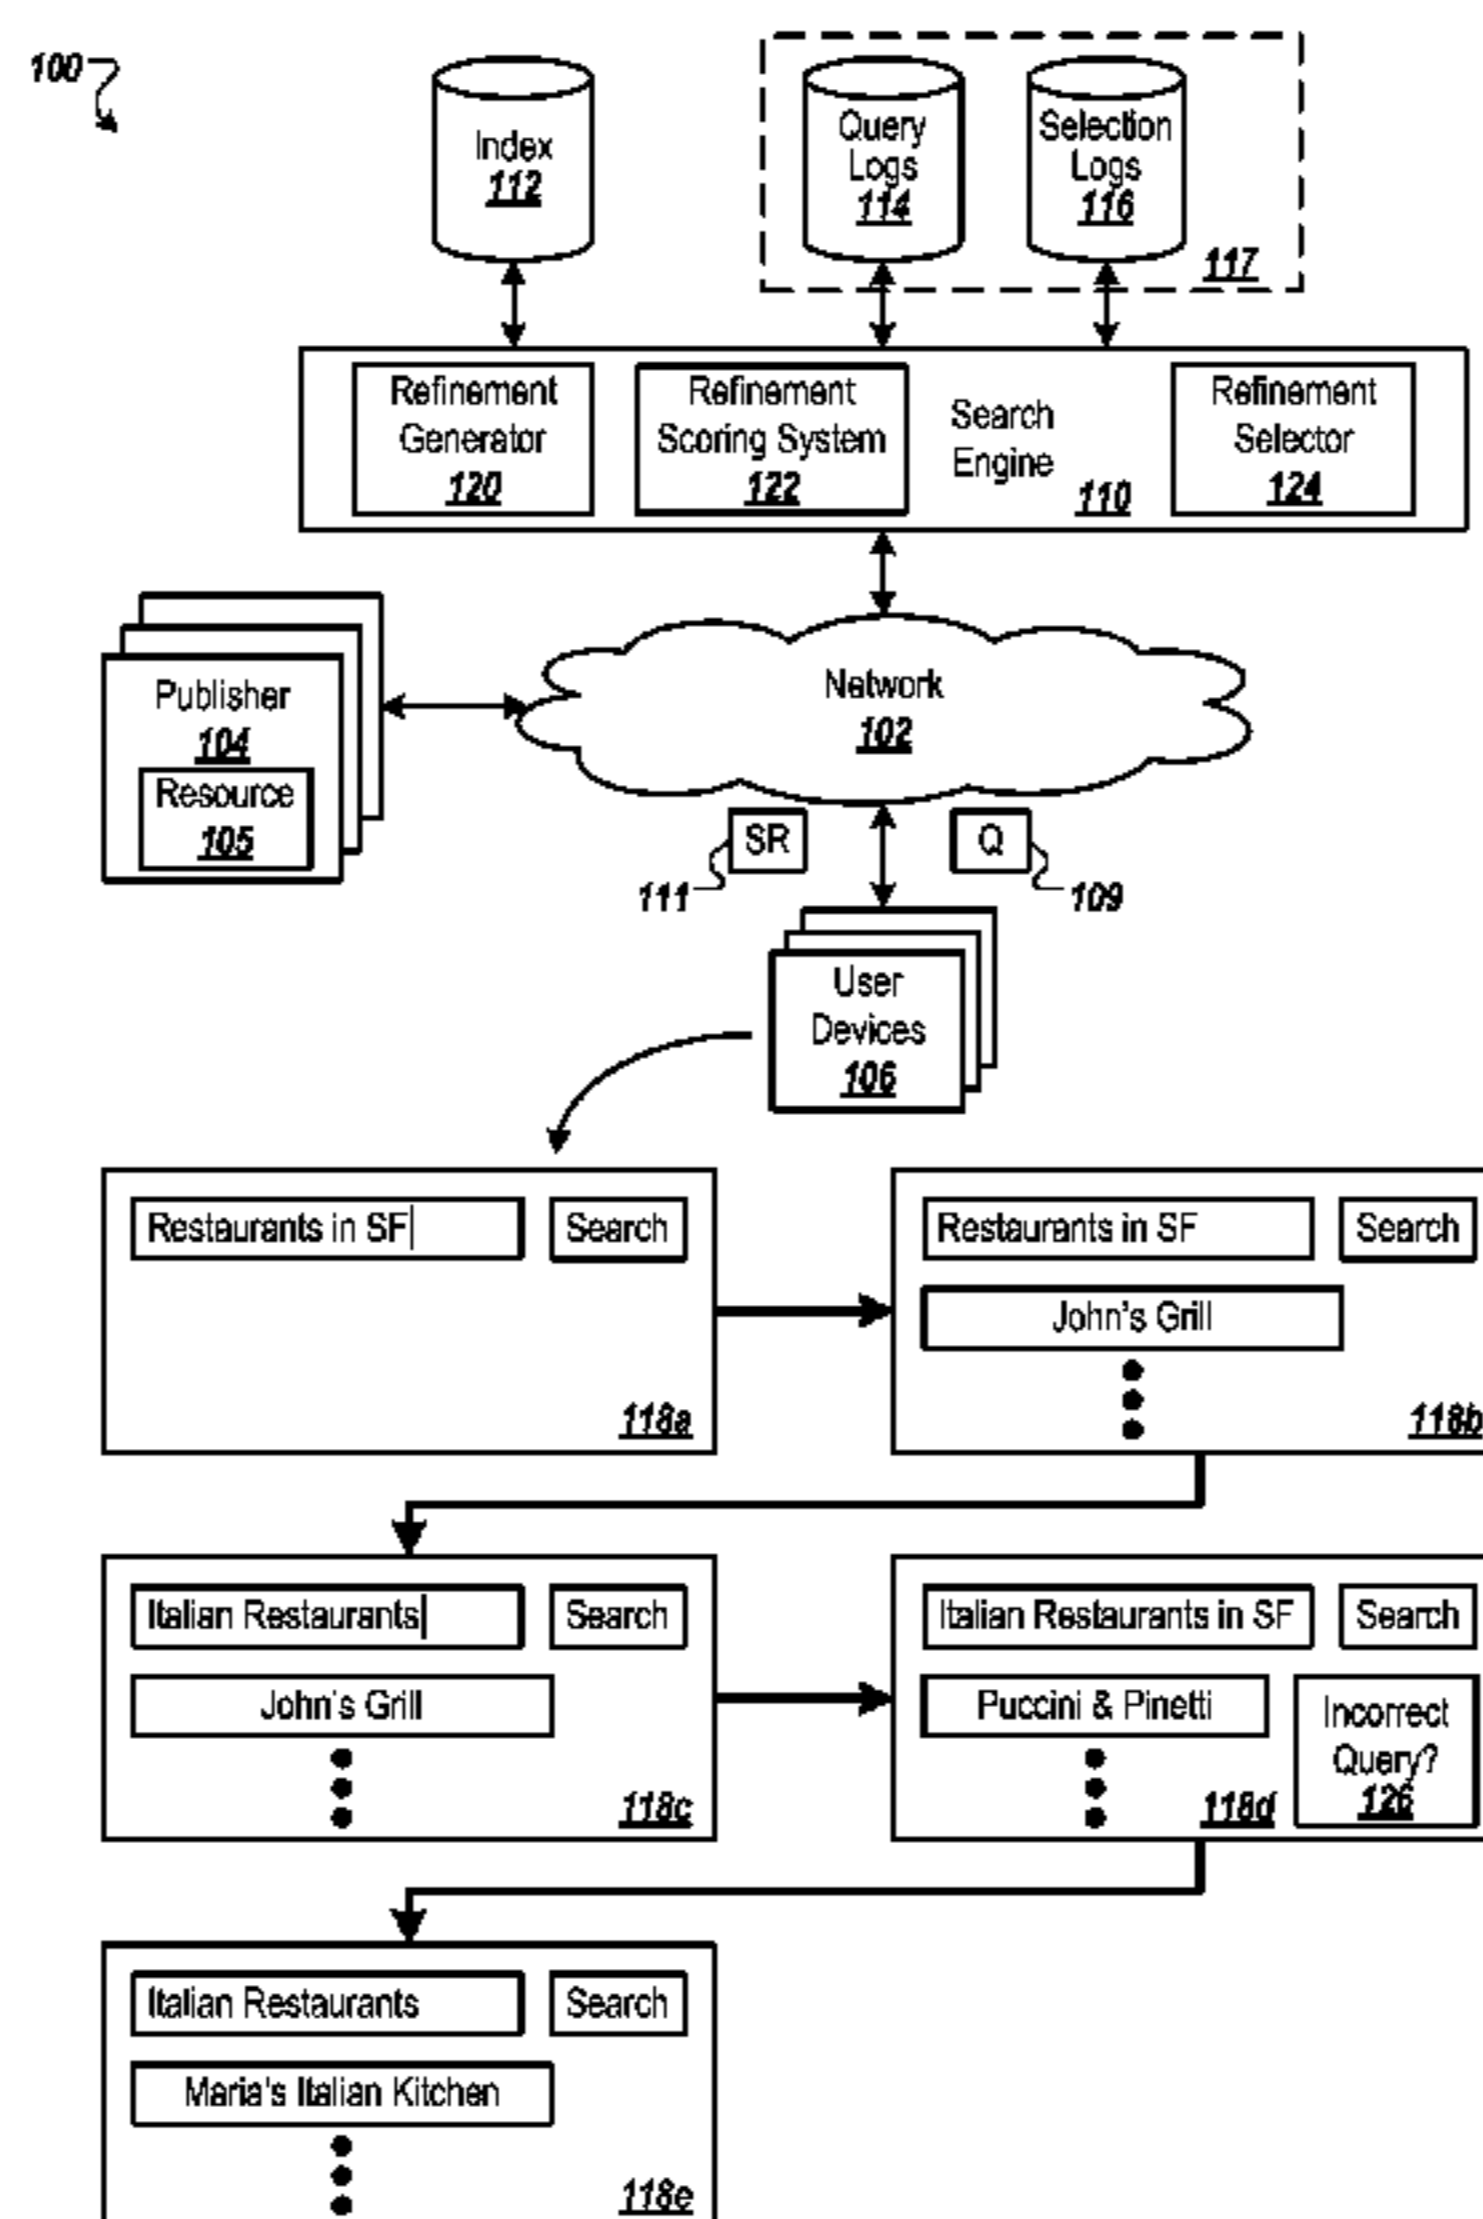 100
Index
112
Query
Logs
114
Selection
Logs
116
117
Refinement
Generator
120
Refinement
Scoring System
122
Search
Engine
110
Refinement
Selector
124
Publisher
104
Resource
105
Network
102
SR
111
Q
109
User
Devices
106
Restaurants in SF
Search
118a
Restaurants in SF
Search
John's Grill
118b
Italian Restaurants
Search
John's Grill
118c
Italian Restaurants in SF
Search
Puccini & Pinetti
Incorrect
Query?
126
118d
Italian Restaurants
Search
Maria's Italian Kitchen
118e